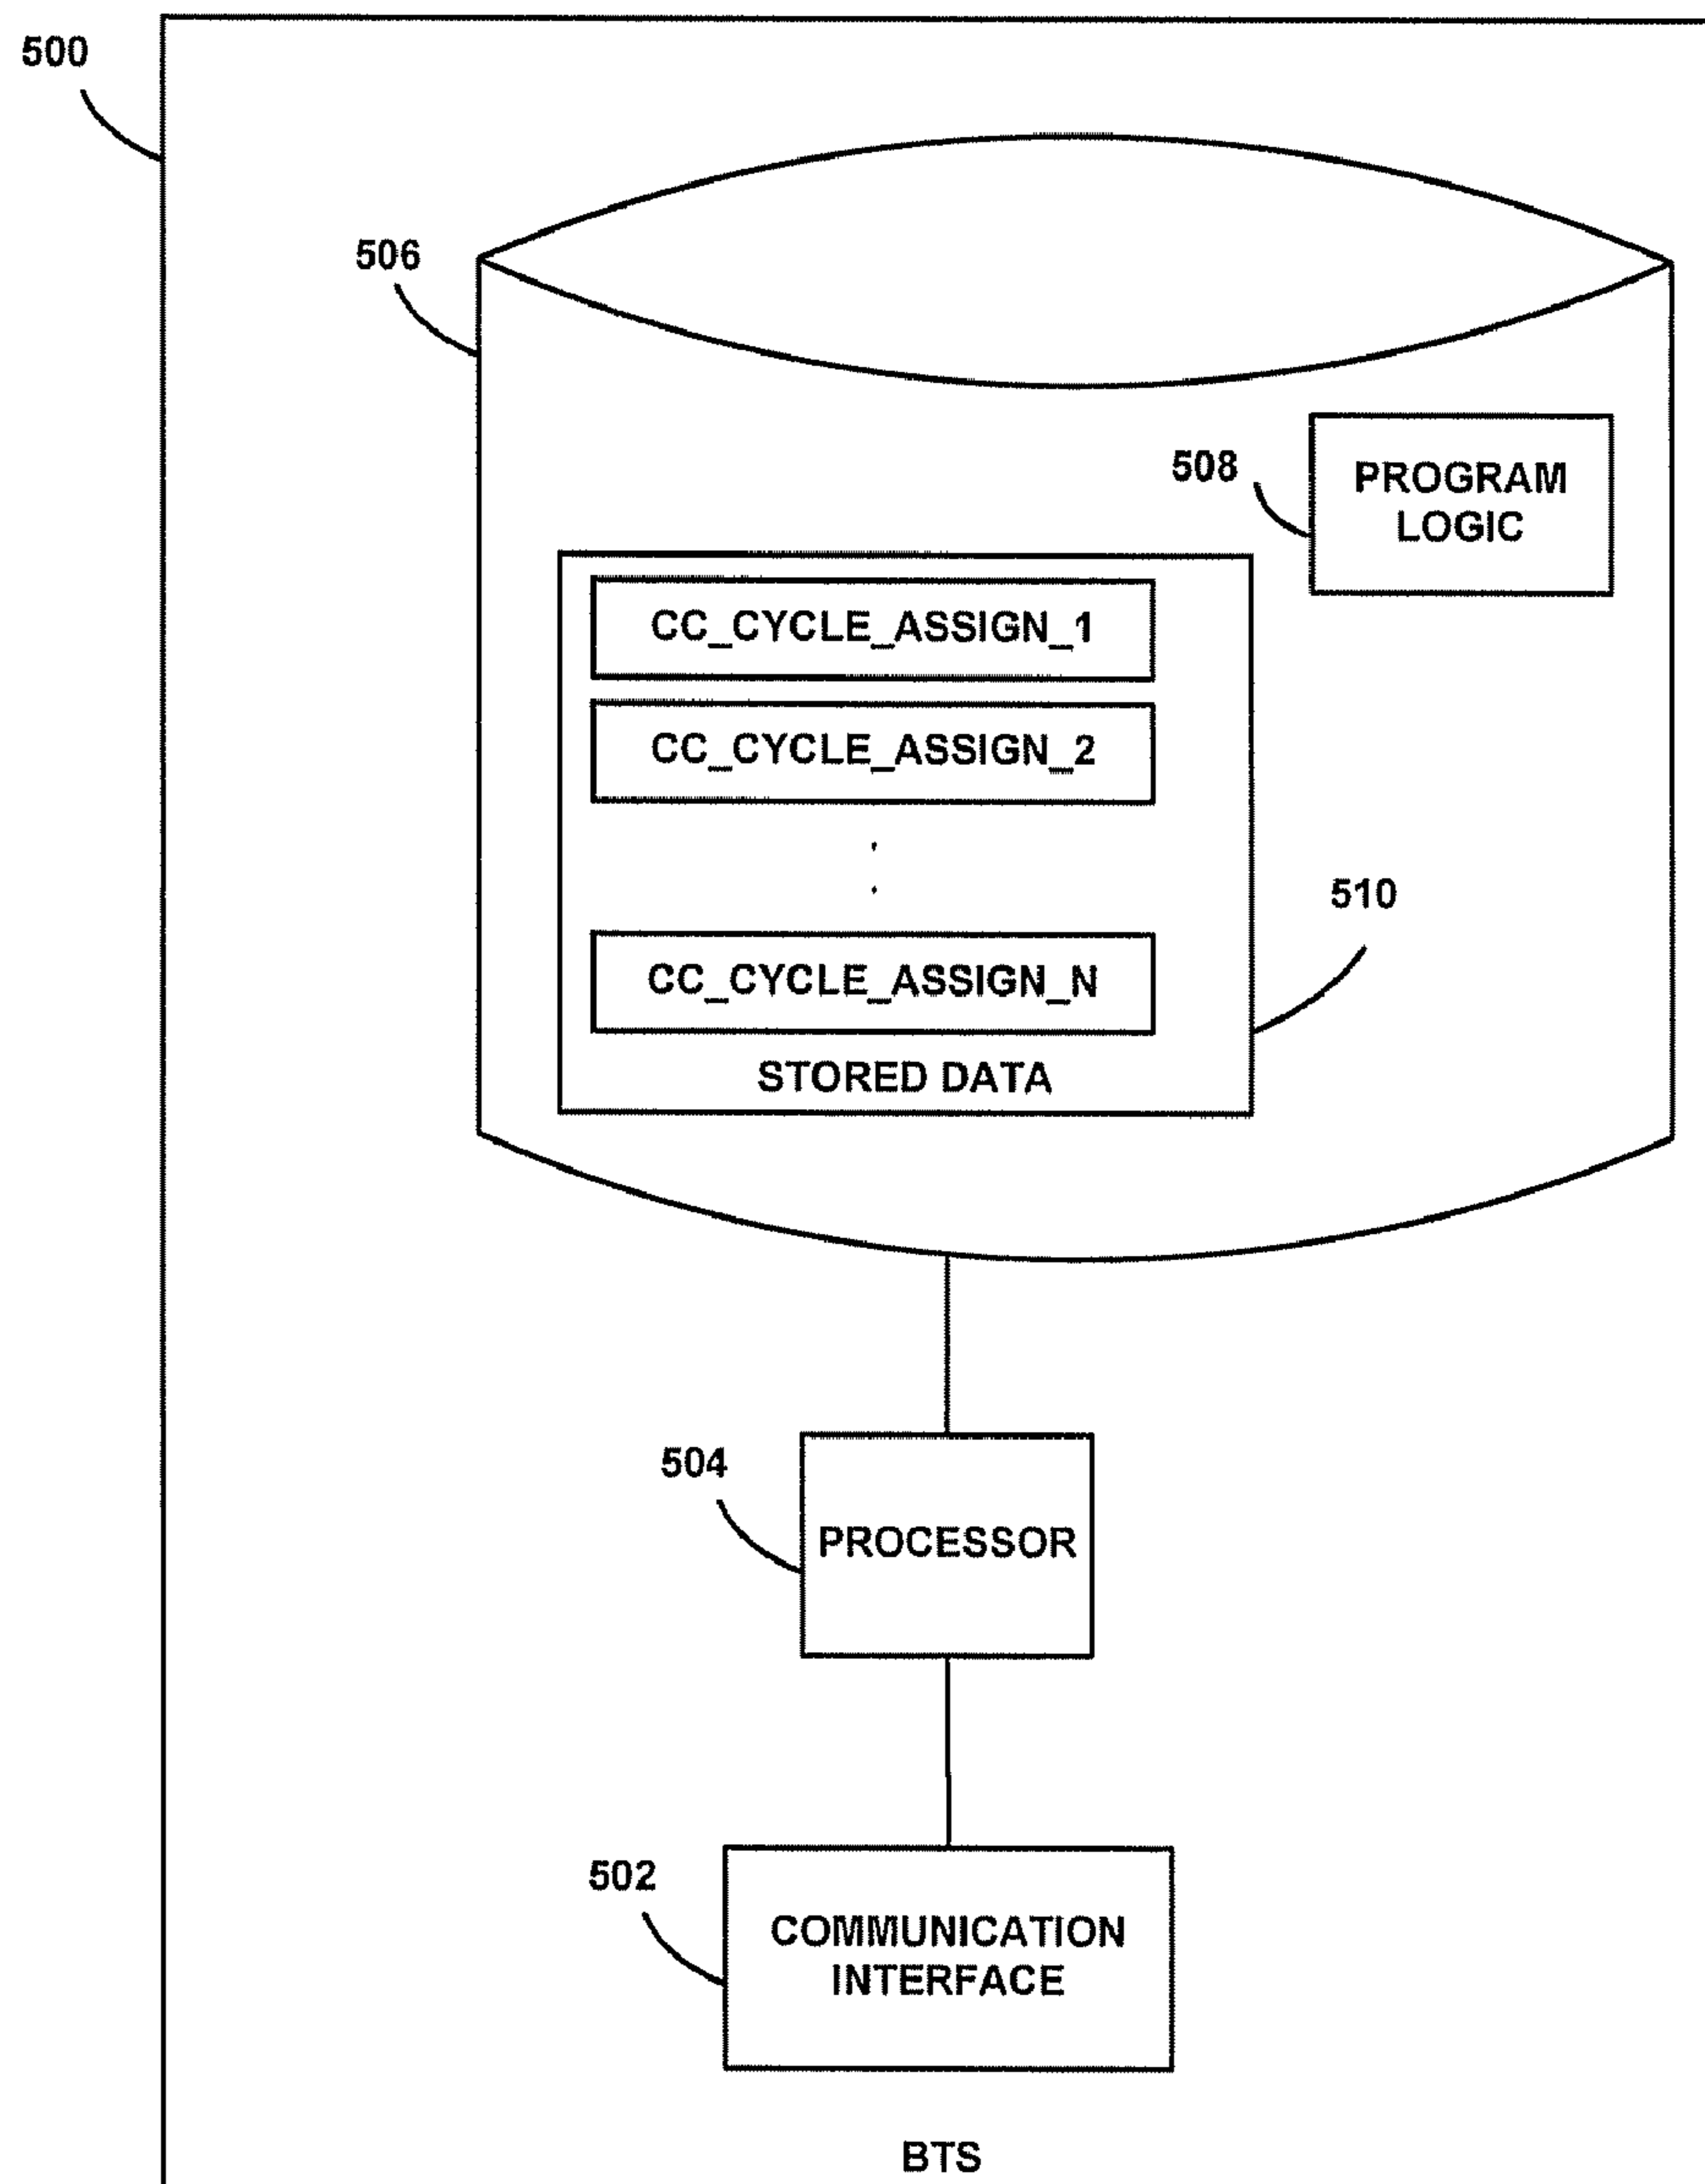 500
506
508
PROGRAM
LOGIC
CC_CYCLE_ASSIGN_1
CC_CYCLE_ASSIGN_2
510
CC_CYCLE_ASSIGN_N
STORED DATA
504
PROCESSOR
502
COMMUNICATION
INTERFACE
BTS